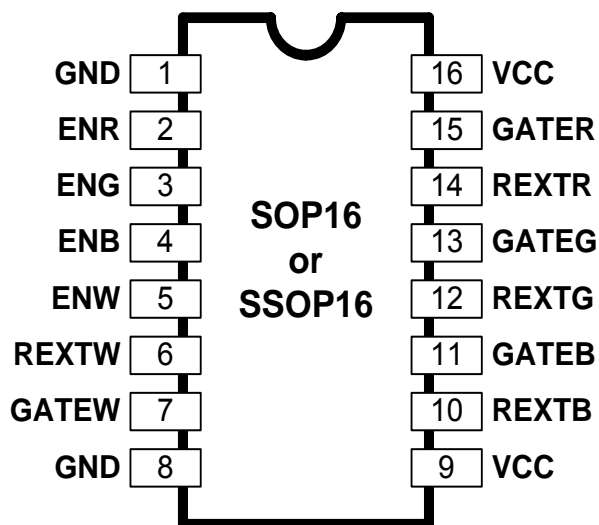 GND 1 16 VCC
ENR 2 15 GATER
ENG 3 14 REXTR
ENB 4 13 GATEG
ENW 5 12 REXTG
REXTW 6 11 GATEB
GATEW 7 10 REXTB
GND 8 9 VCC
SOP16
or
SSOP16